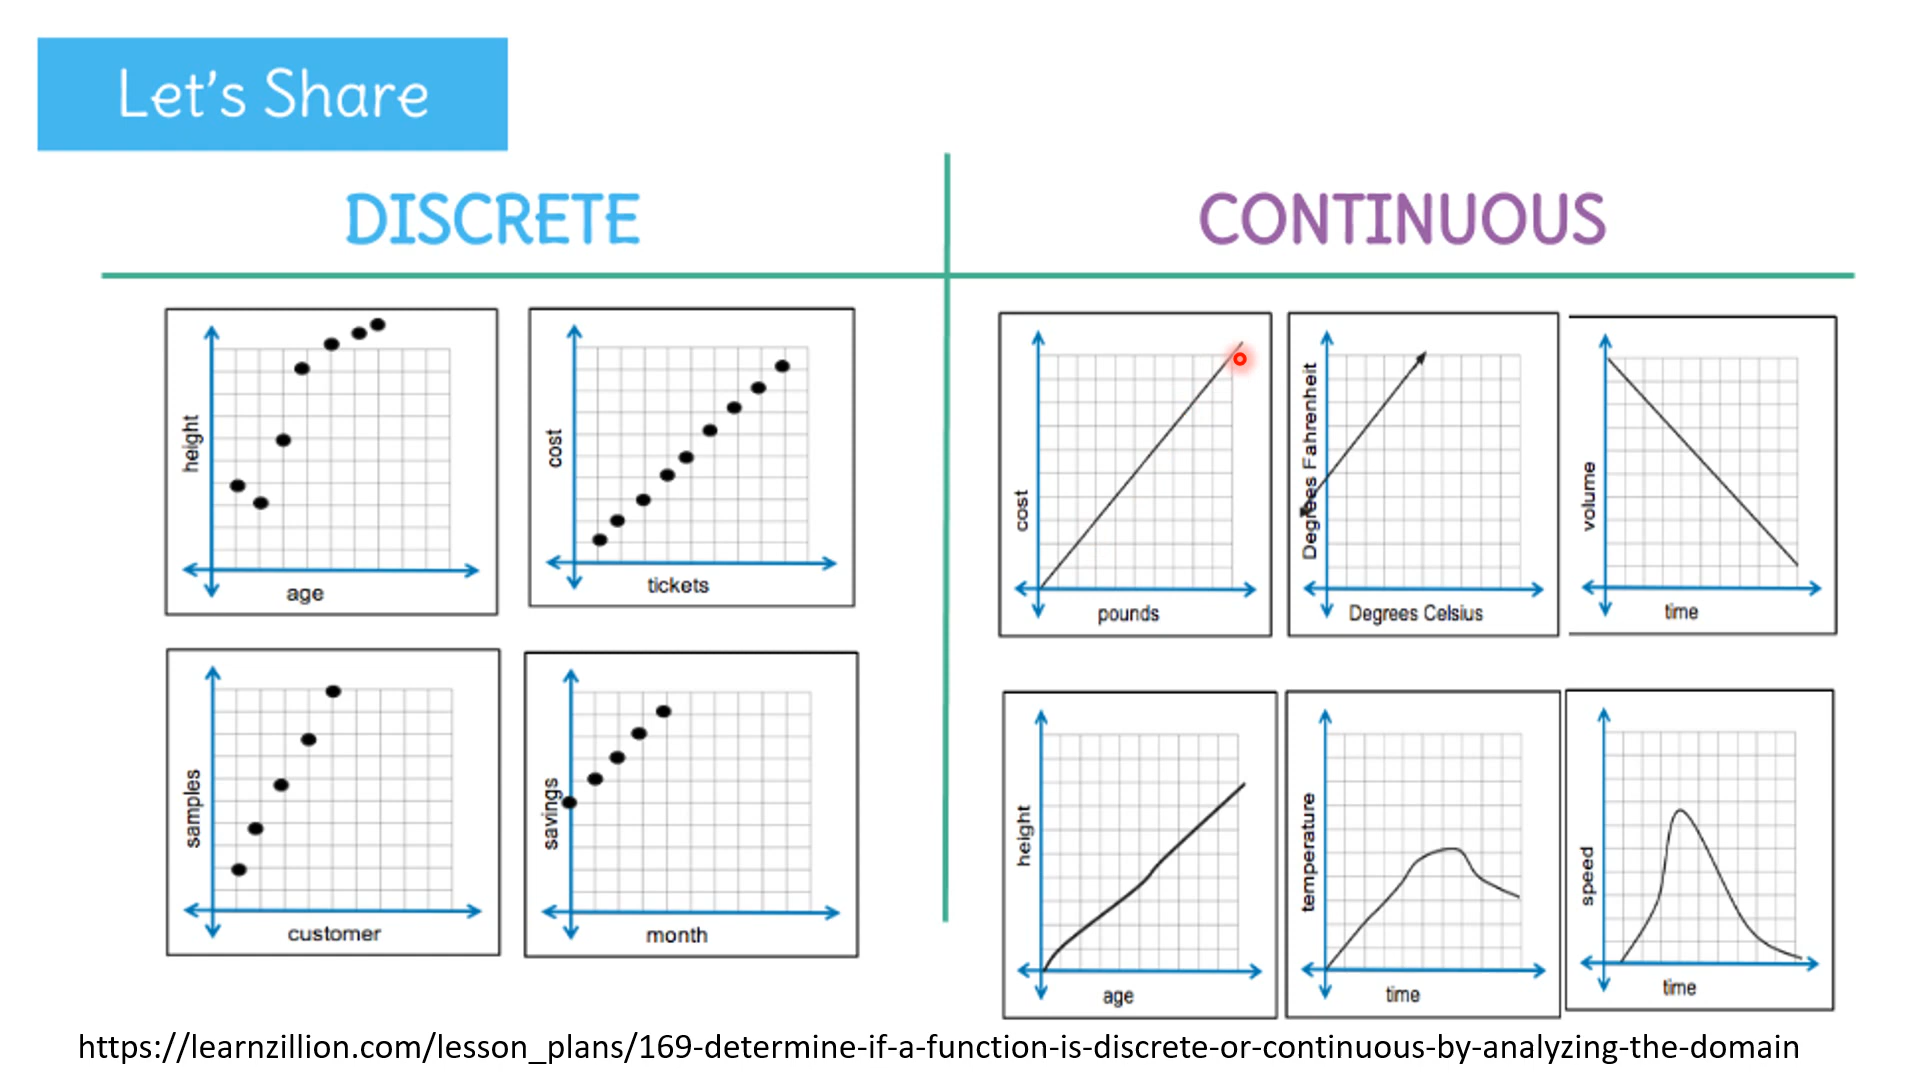 Let's Share
DISCRETE
CONTINUOUS
height
age
cost
tickets
cost
pounds
Degrees Fahrenheit
Degrees Celsius
volume
time
samples
customer
savings
month
height
age
temperature
time
speed
time
https://learnzillion.com/lesson_plans/169-determine-if-a-function-is-discrete-or-continuous-by-analyzing-the-domain